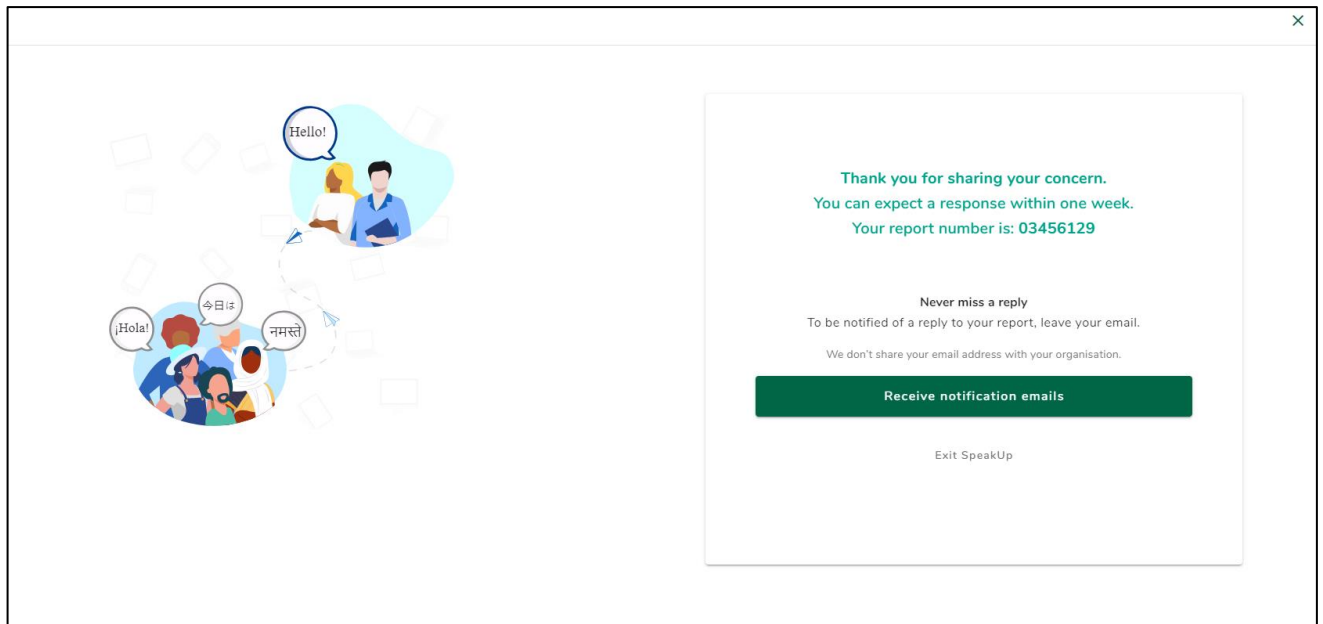 Hello!
今日は
¡Hola!
नमस्ते
Thank you for sharing your concern.
You can expect a response within one week.
Your report number is: 03456129
Never miss a reply
To be notified of a reply to your report, leave your email.
We don't share your email address with your organisation.
Receive notification emails
Exit SpeakUp